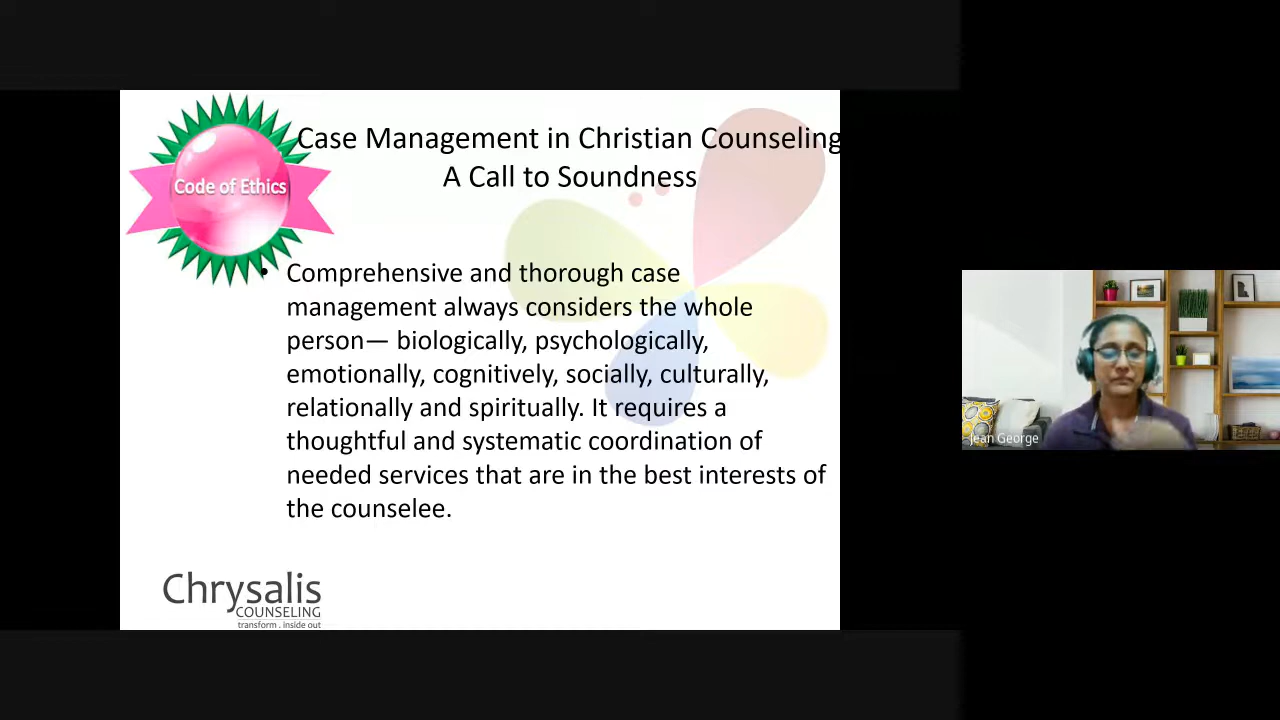 Code of Ethics
Case Management in Christian Counseling
A Call to Soundness
• Comprehensive and thorough case
management always considers the whole
person— biologically, psychologically,
emotionally, cognitively, socially, culturally,
relationally and spiritually. It requires a
thoughtful and systematic coordination of
needed services that are in the best interests of
the counselee.
Chrysalis
COUNSELING
transform . inside out
Jean George